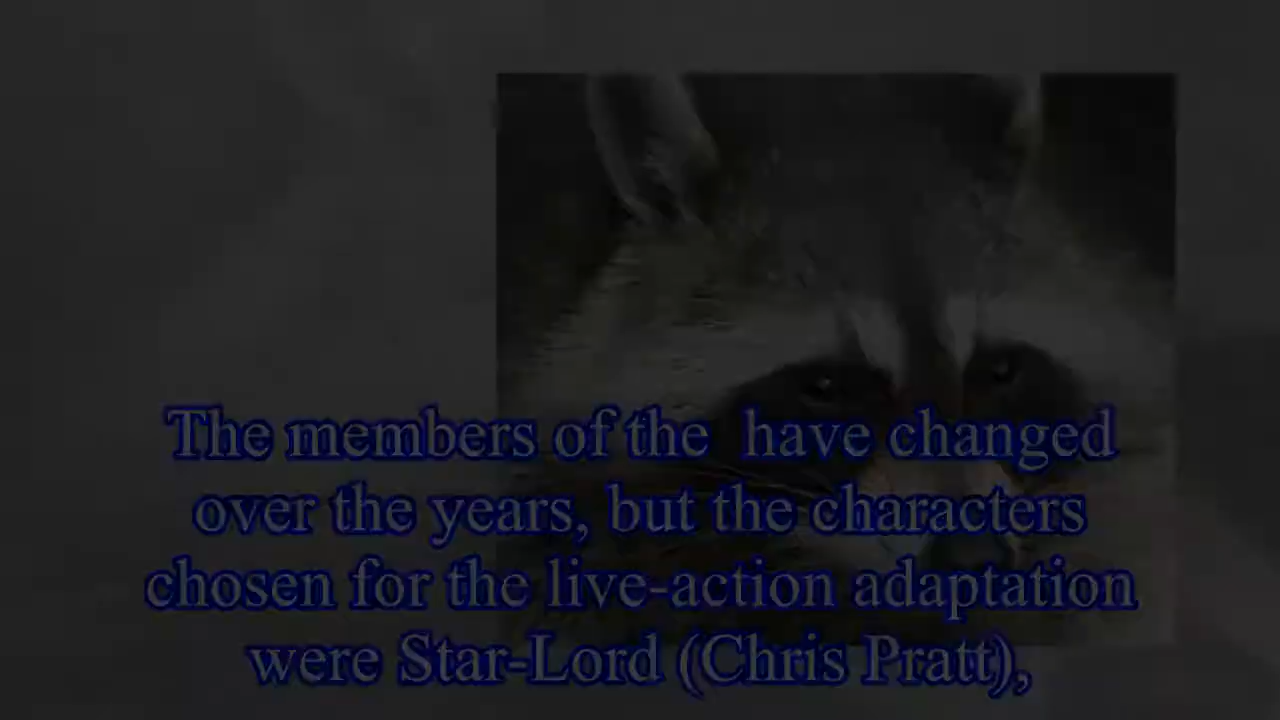 The members of the  have changed
over the years, but the characters
chosen for the live-action adaptation
were Star-Lord (Chris Pratt),